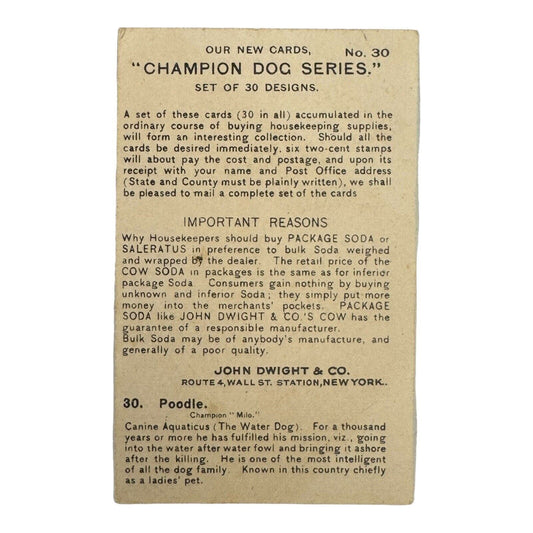 OUR NEW CARDS, No. 30
"CHAMPION DOG SERIES."
SET OF 30 DESIGNS.
A set of these cards (30 in all) accumulated in the
ordinary course of buying housekeeping supplies,
will form an interesting collection. Should all the
cards be desired immediately, six two-cent stamps
will about pay the cost and postage, and upon its
receipt with your name and Post Office address
(State and County must be plainly written), we shall
be pleased to mail a complete set of the cards
IMPORTANT REASONS
Why Housekeepers should buy PACKAGE SODA or
SALERATUS in preference to bulk Soda weighed
and wrapped by the dealer. The retail price of the
COW SODA in packages is the same as for inferior
package Soda Consumers gain nothing by buying
unknown and inferior Soda; they simply put more
money into the merchants' pockets. PACKAGE
SODA like JOHN DWIGHT & CO.'S COW has the
guarantee of a responsible manufacturer.
Bulk Soda may be of anybody's manufacture, and
generally of a poor quality.
JOHN DWIGHT & CO.
ROUTE 4, WALL ST. STATION, NEW YORK.
30. Poodle.
Champion "Milo."
Canine Aquaticus (The Water Dog). For a thousand
years or more he has fulfilled his mission, viz., going
into the water after water fowl and bringing it ashore
after the killing. He is one of the most intelligent
of all the dog family. Known in this country chiefly
as a ladies' pet.